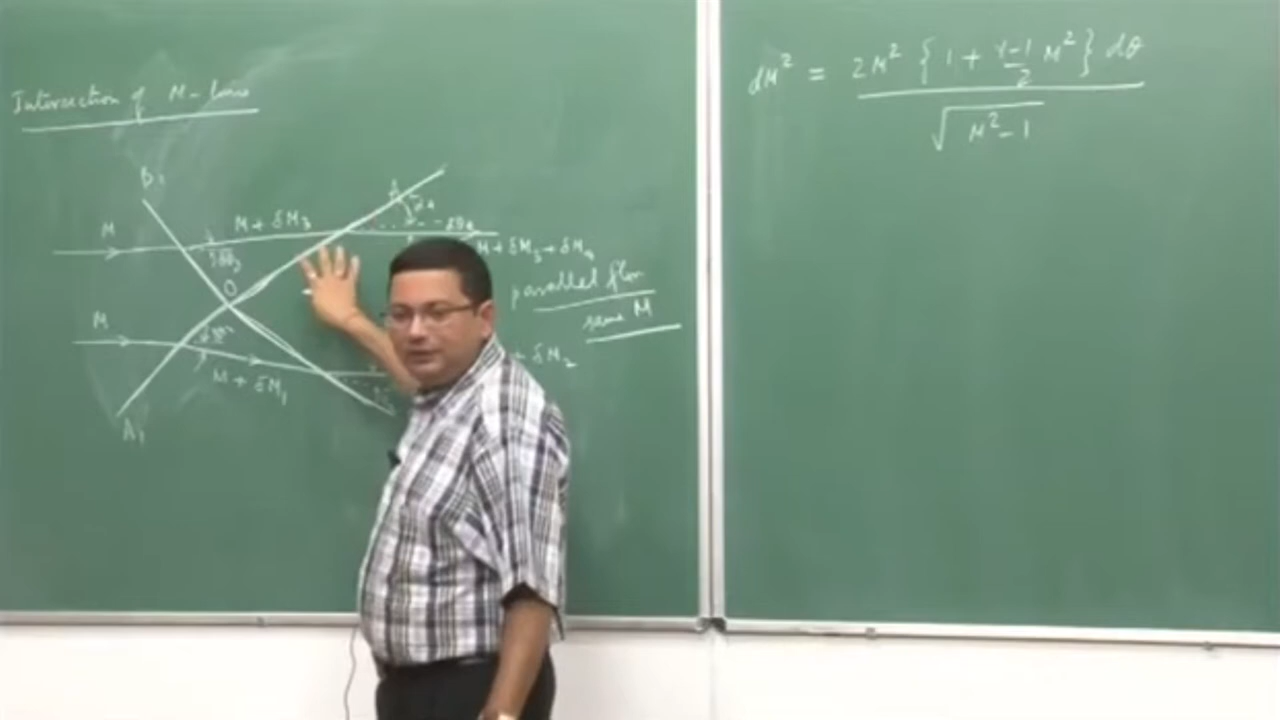 Intersection of M-lines
B₁
A
M
M + δM₃
δθ₃
M + δM₃ + δM₄
O
parallel flow
same M
M
M + δM₁
+ δM₂
A₁
dM² = 2M² {1 + γ-1/2 M²} dθ / √M²-1